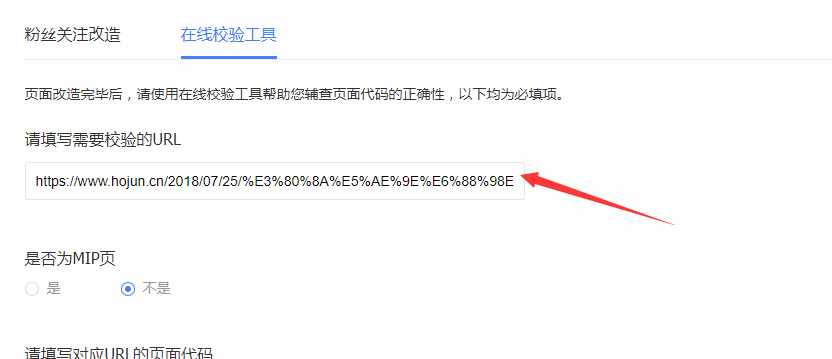 粉丝关注改造 在线校验工具
页面改造完毕后，请使用在线校验工具帮助您辅查页面代码的正确性，以下均为必填项。
请填写需要校验的URL
https://www.hojun.cn/2018/07/25/%E3%80%8A%E5%AE%9E%E6%88%98E
是否为MIP页
是 不是
请填写对应URL的页面代码